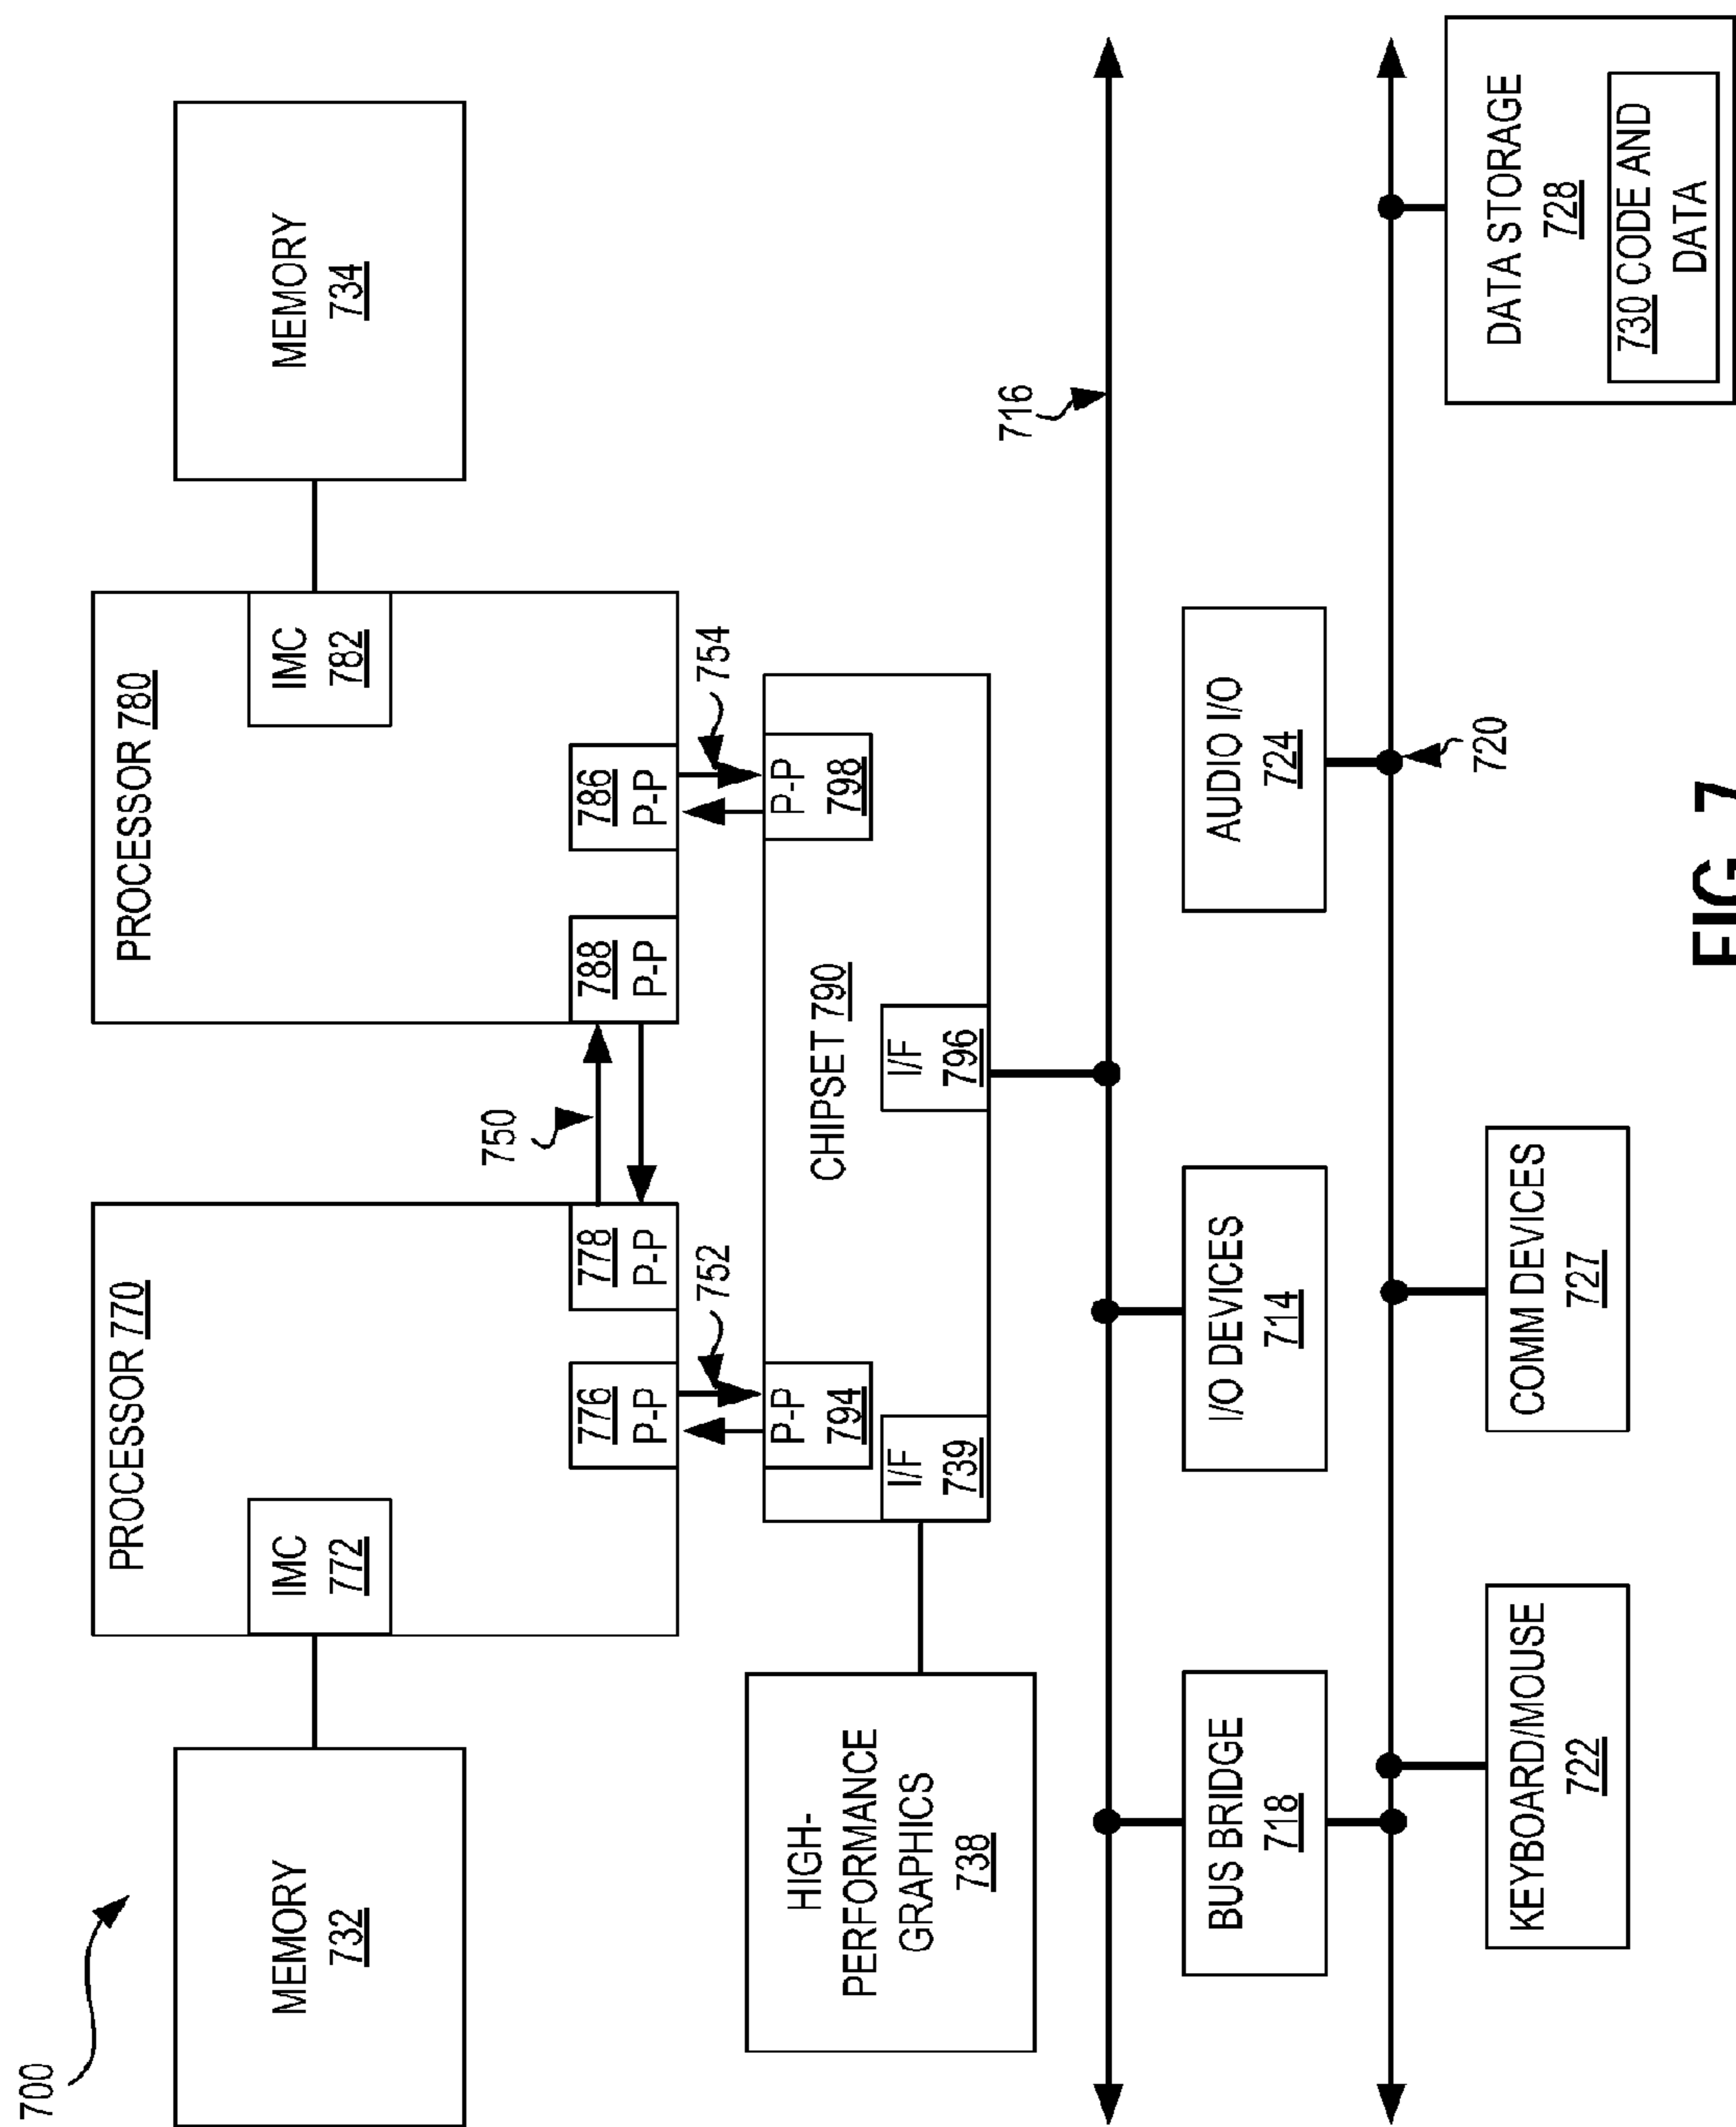 700
PROCESSOR 770
PROCESSOR 780
MEMORY
732
IMC
772
IMC
782
MEMORY
734
750
776
P-P
778
P-P
788
P-P
786
P-P
752
754
HIGH-
PERFORMANCE
GRAPHICS
738
P-P
794
CHIPSET 790
P-P
798
I/F
739
I/F
796
716
BUS BRIDGE
718
I/O DEVICES
714
AUDIO I/O
724
720
KEYBOARD/MOUSE
722
COMM DEVICES
727
DATA STORAGE
728
730 CODE AND
DATA
FIG. 7